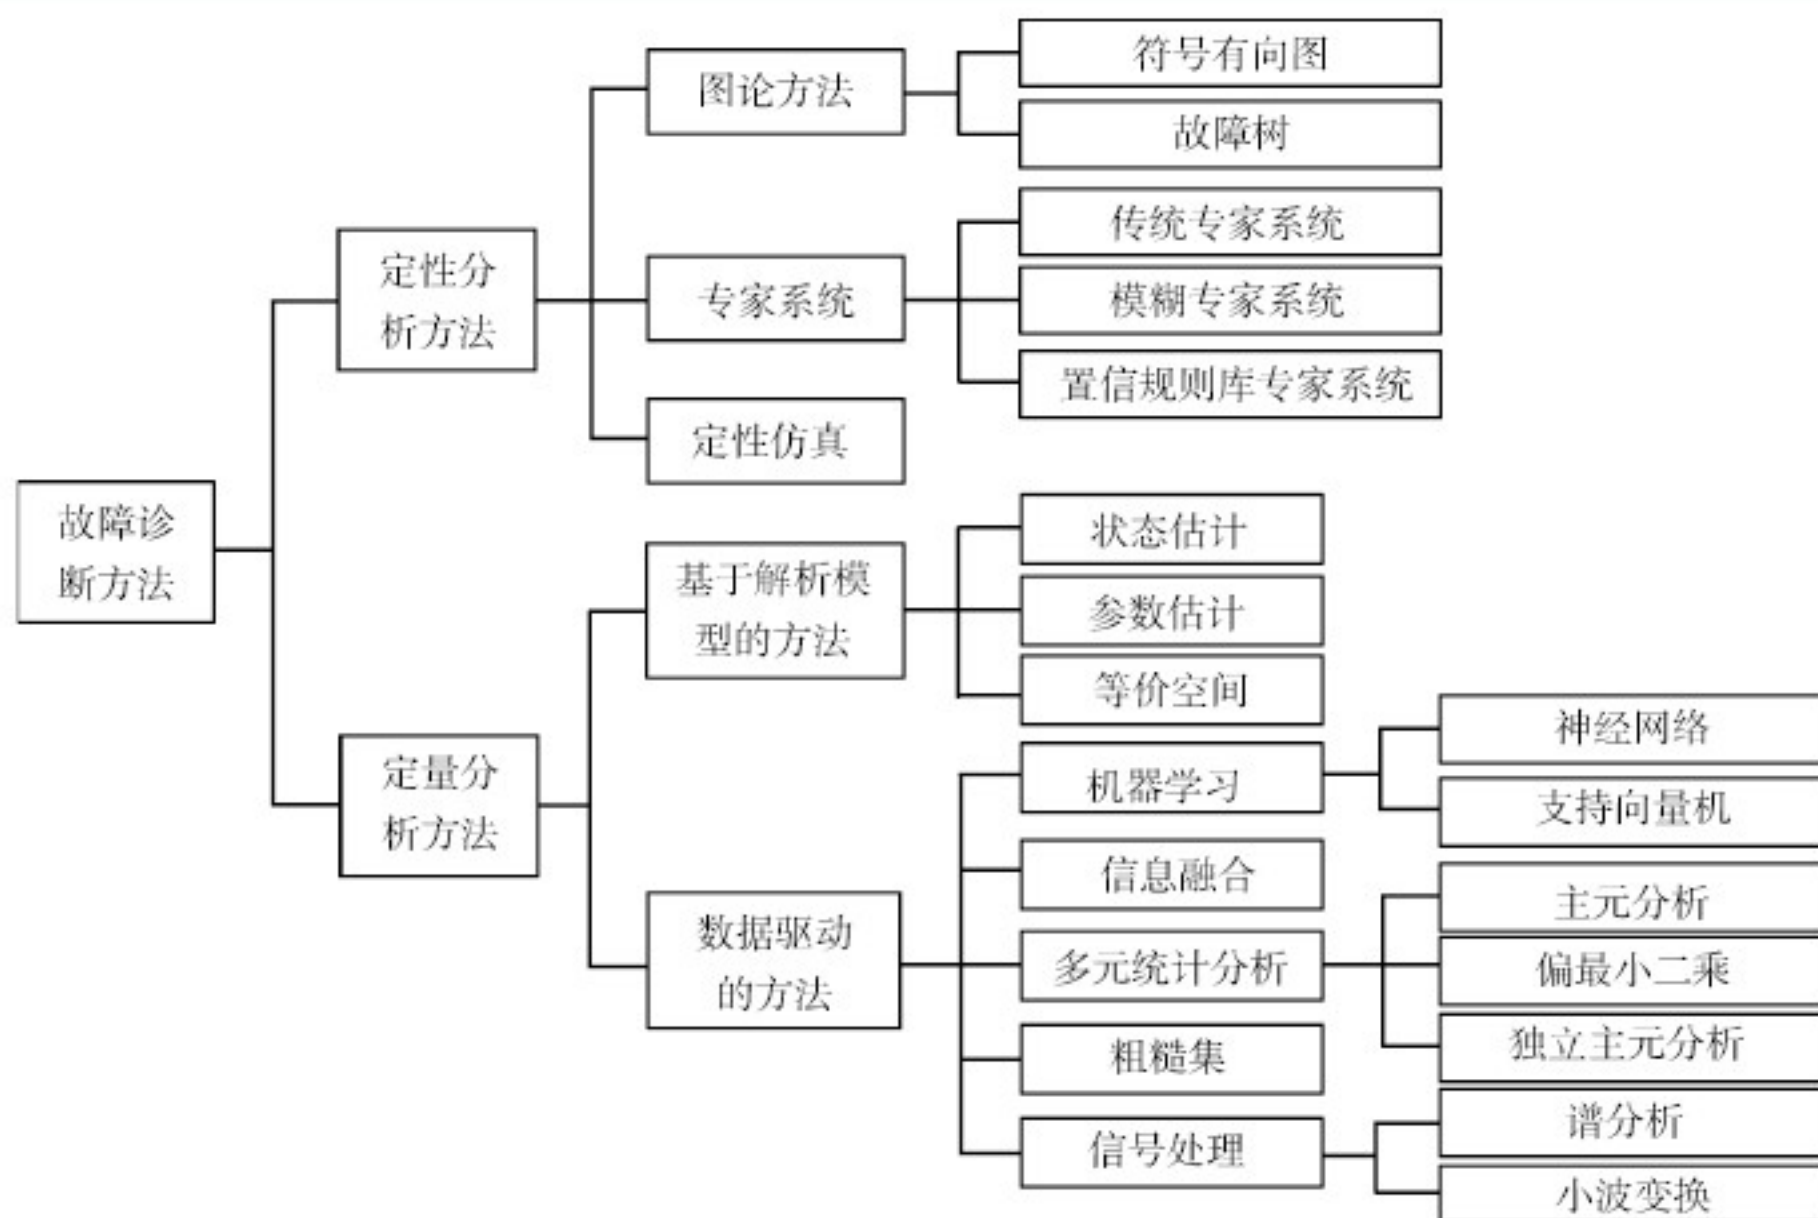 故障诊
断方法
定性分
析方法
图论方法
符号有向图
故障树
专家系统
传统专家系统
模糊专家系统
置信规则库专家系统
定性仿真
定量分
析方法
基于解析模
型的方法
状态估计
参数估计
等价空间
数据驱动
的方法
机器学习
神经网络
支持向量机
信息融合
多元统计分析
主元分析
偏最小二乘
独立主元分析
粗糙集
信号处理
谱分析
小波变换